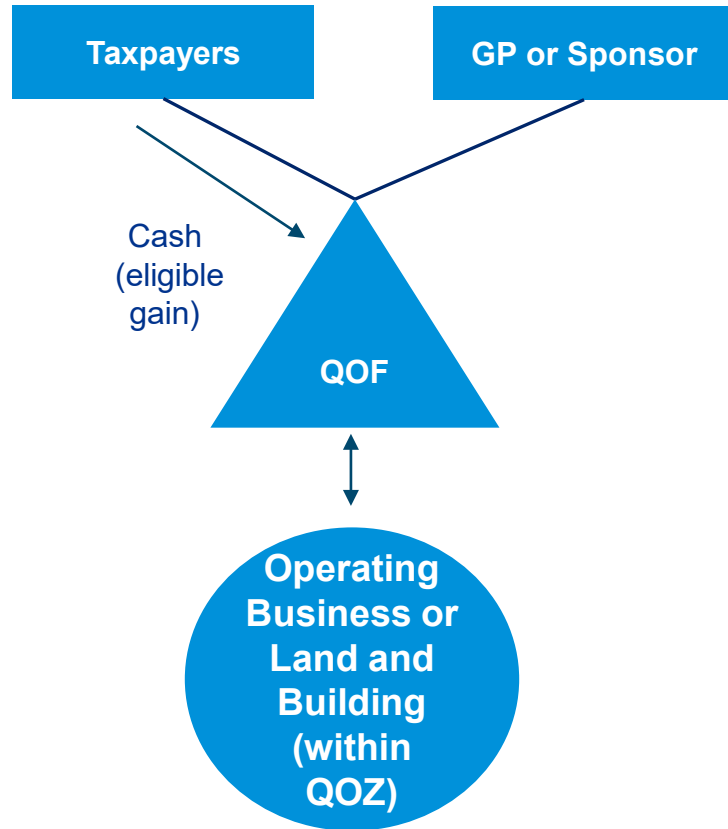 Taxpayers
GP or Sponsor
Cash
(eligible
gain)
QOF
Operating
Business or
Land and
Building
(within
QOZ)